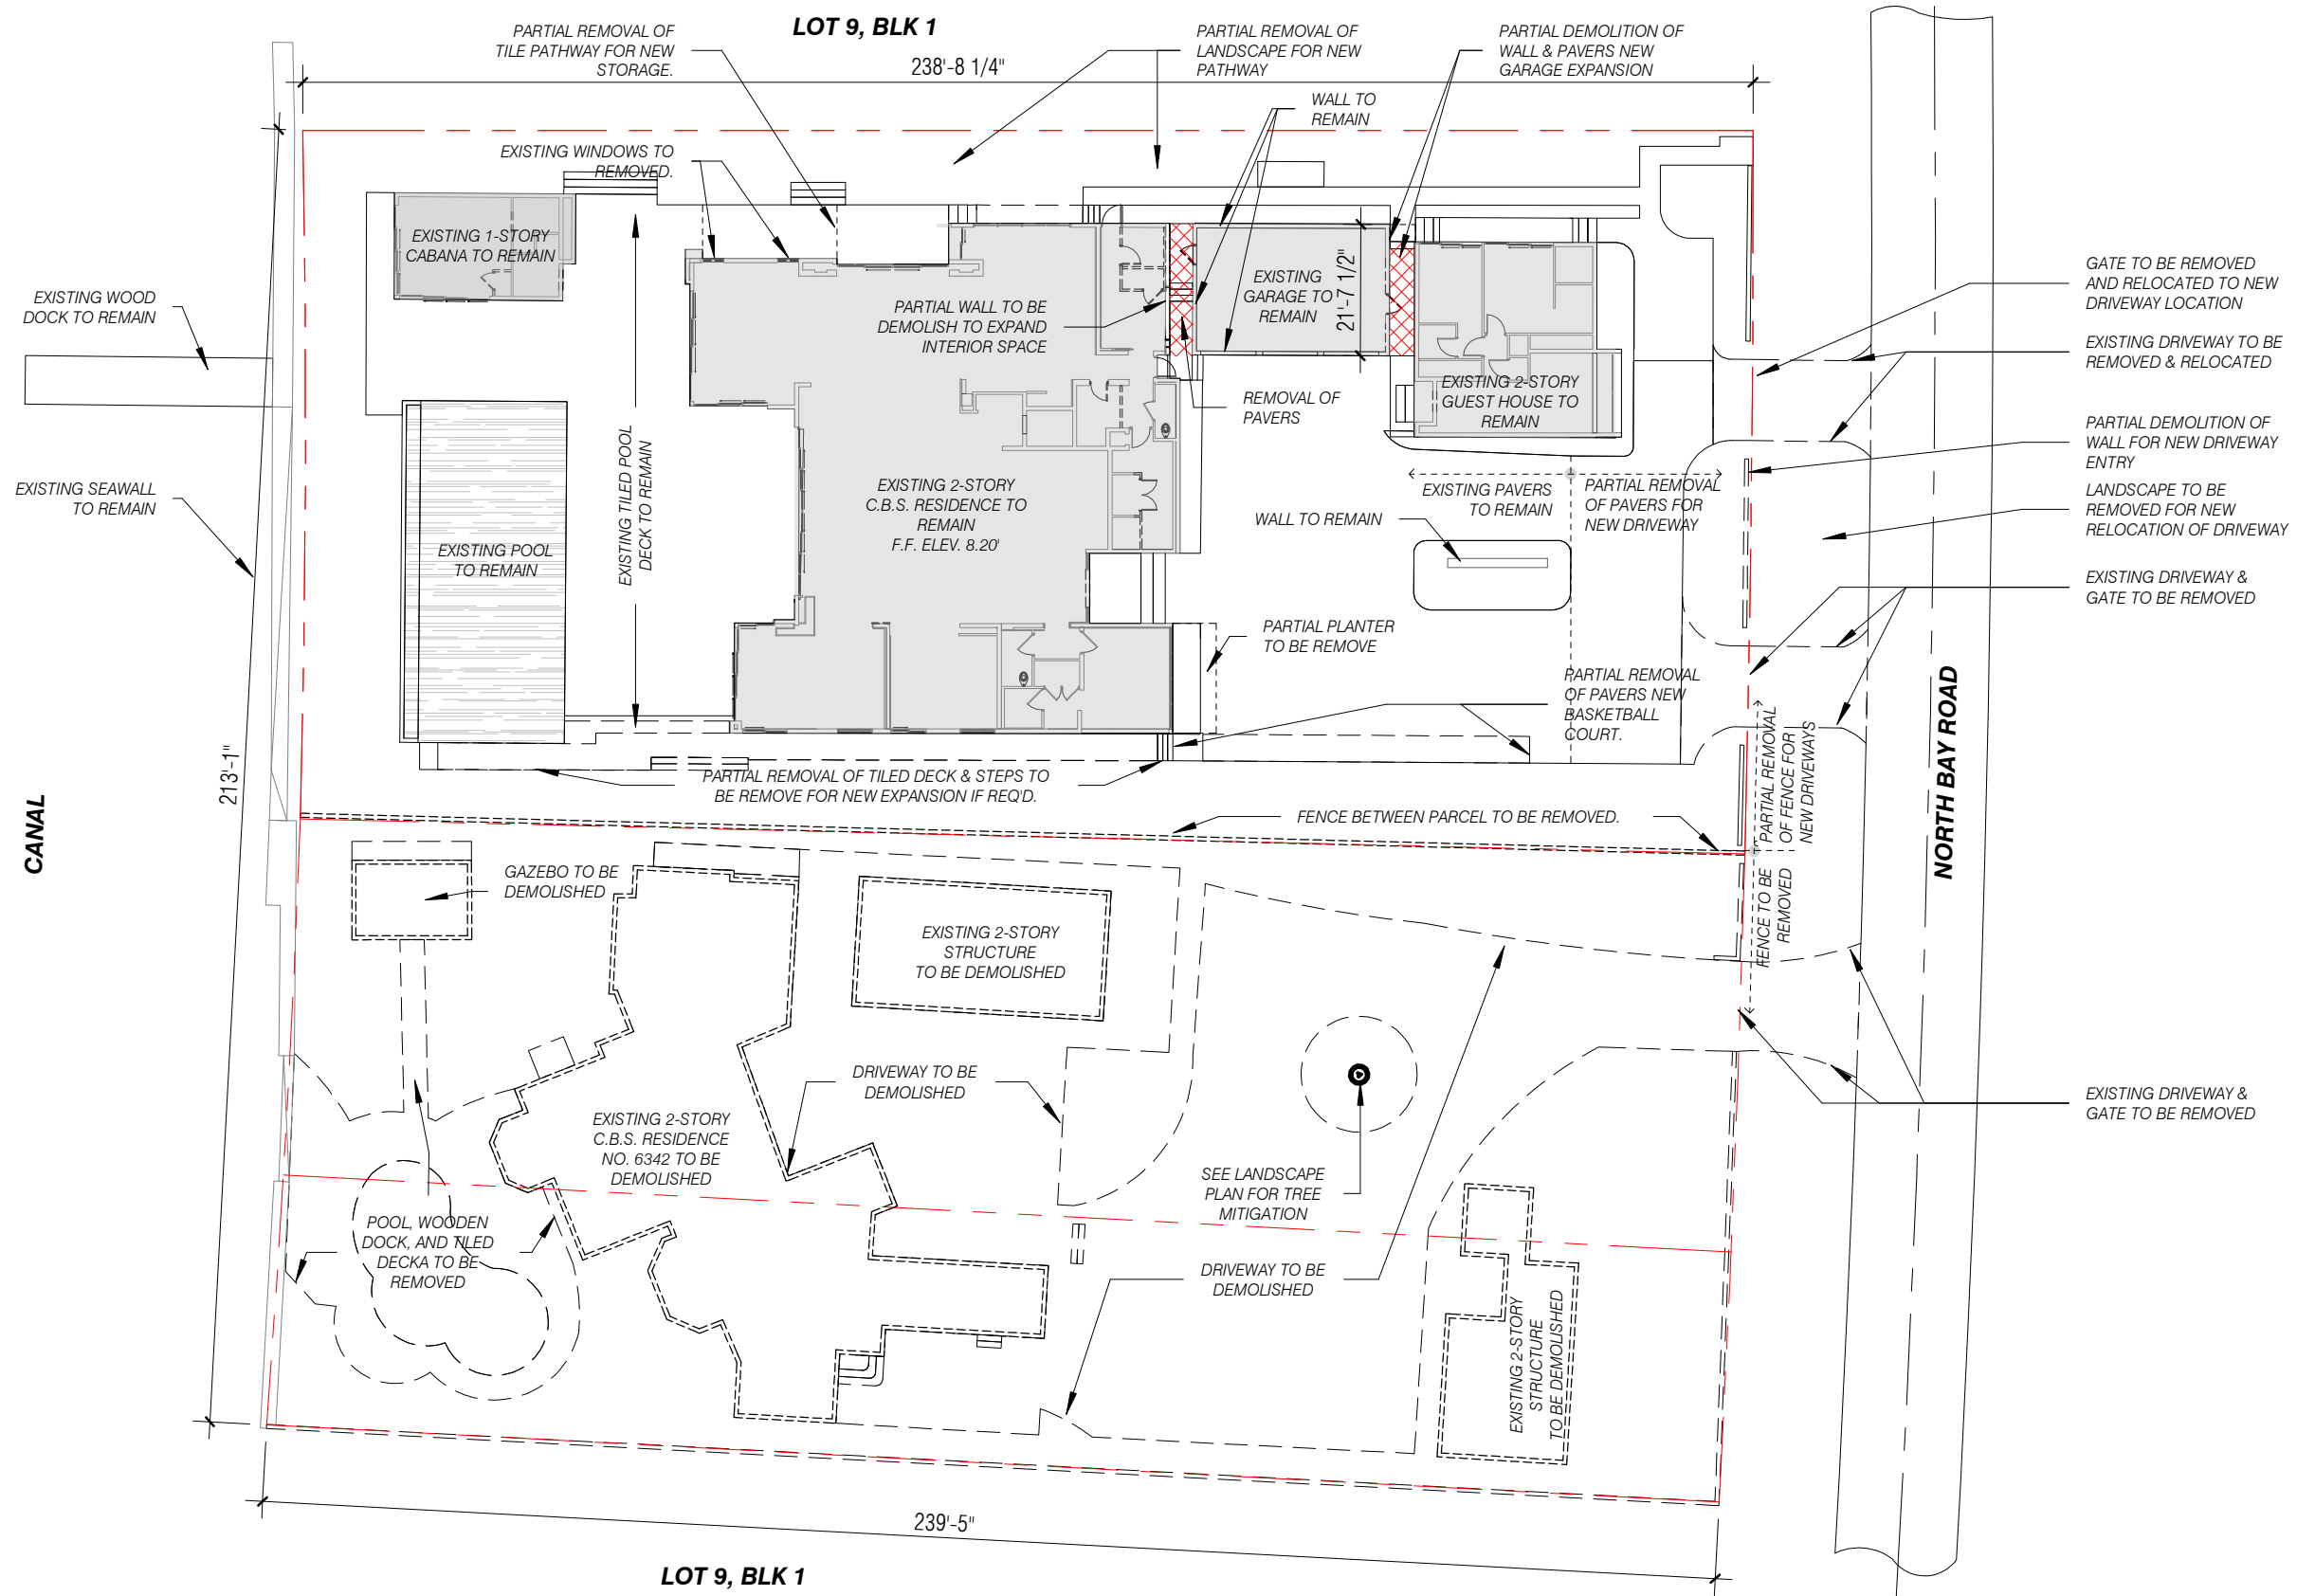 LOT 9, BLK 1
238'-8 1/4"
PARTIAL REMOVAL OF
TILE PATHWAY FOR NEW
STORAGE.
PARTIAL REMOVAL OF
LANDSCAPE FOR NEW
PATHWAY
PARTIAL DEMOLITION OF
WALL & PAVERS NEW
GARAGE EXPANSION
WALL TO
REMAIN
EXISTING WINDOWS TO
REMOVED.
EXISTING 1-STORY
CABANA TO REMAIN
EXISTING WOOD
DOCK TO REMAIN
EXISTING SEAWALL
TO REMAIN
PARTIAL WALL TO BE
DEMOLISH TO EXPAND
INTERIOR SPACE
EXISTING
GARAGE TO
REMAIN
21'-7 1/2"
GATE TO BE REMOVED
AND RELOCATED TO NEW
DRIVEWAY LOCATION
EXISTING DRIVEWAY TO BE
REMOVED & RELOCATED
REMOVAL OF
PAVERS
EXISTING 2-STORY
GUEST HOUSE TO
REMAIN
PARTIAL DEMOLITION OF
WALL FOR NEW DRIVEWAY
ENTRY
LANDSCAPE TO BE
REMOVED FOR NEW
RELOCATION OF DRIVEWAY
EXISTING TILED POOL
DECK TO REMAIN
EXISTING 2-STORY
C.B.S. RESIDENCE TO
REMAIN
F.F. ELEV. 8.20'
EXISTING PAVERS
TO REMAIN
PARTIAL REMOVAL
OF PAVERS FOR
NEW DRIVEWAY
WALL TO REMAIN
EXISTING POOL
TO REMAIN
EXISTING DRIVEWAY &
GATE TO BE REMOVED
PARTIAL PLANTER
TO BE REMOVE
PARTIAL REMOVAL
OF PAVERS NEW
BASKETBALL
COURT.
PARTIAL REMOVAL
OF FENCE FOR
NEW DRIVEWAYS
NORTH BAY ROAD
213'-1"
CANAL
PARTIAL REMOVAL OF TILED DECK & STEPS TO
BE REMOVE FOR NEW EXPANSION IF REQ'D.
FENCE BETWEEN PARCEL TO BE REMOVED.
GAZEBO TO BE
DEMOLISHED
FENCE TO BE
REMOVED
EXISTING 2-STORY
STRUCTURE
TO BE DEMOLISHED
DRIVEWAY TO BE
DEMOLISHED
EXISTING 2-STORY
C.B.S. RESIDENCE
NO. 6342 TO BE
DEMOLISHED
EXISTING DRIVEWAY &
GATE TO BE REMOVED
SEE LANDSCAPE
PLAN FOR TREE
MITIGATION
POOL, WOODEN
DOCK, AND TILED
DECKA TO BE
REMOVED
DRIVEWAY TO BE
DEMOLISHED
EXISTING 2-STORY
STRUCTURE
TO BE DEMOLISHED
239'-5"
LOT 9, BLK 1